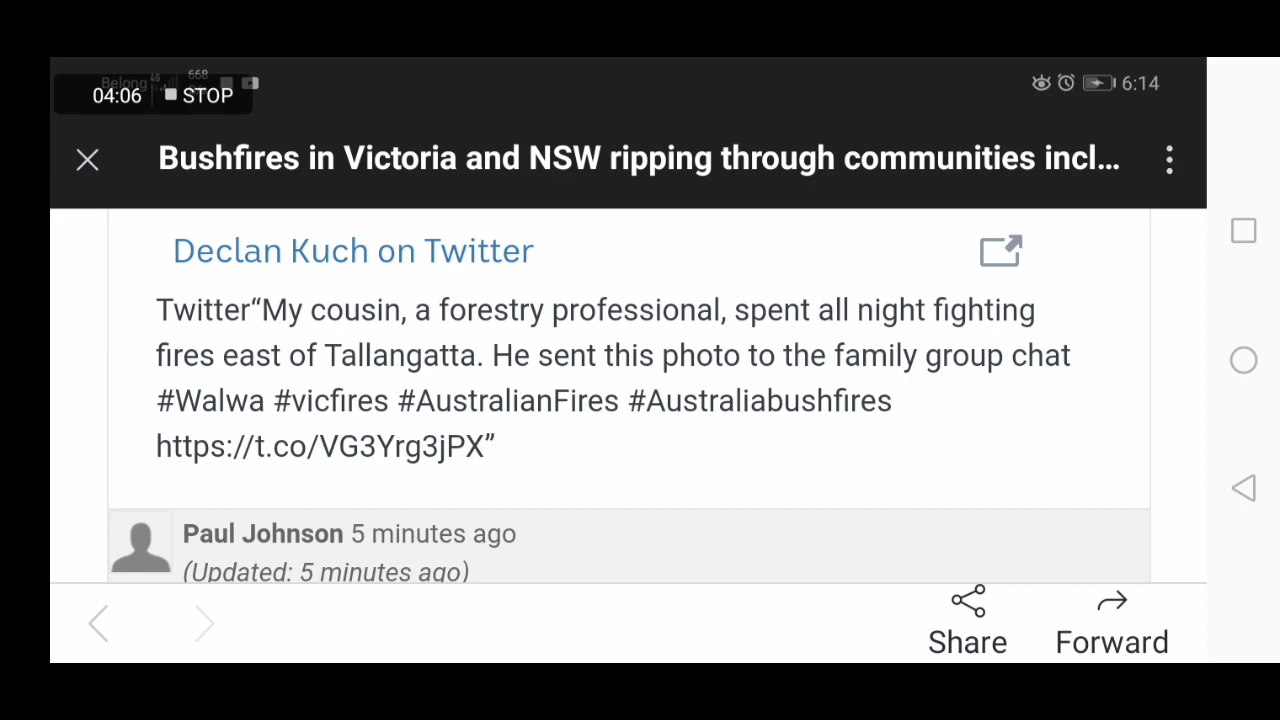 Belong 4G 668
04:06 STOP
6:14
Bushfires in Victoria and NSW ripping through communities incl...
Declan Kuch on Twitter
Twitter“My cousin, a forestry professional, spent all night fighting
fires east of Tallangatta. He sent this photo to the family group chat
#Walwa #vicfires #AustralianFires #Australiabushfires
https://t.co/VG3Yrg3jPX”
Paul Johnson 5 minutes ago
(Updated: 5 minutes ago)
Share Forward